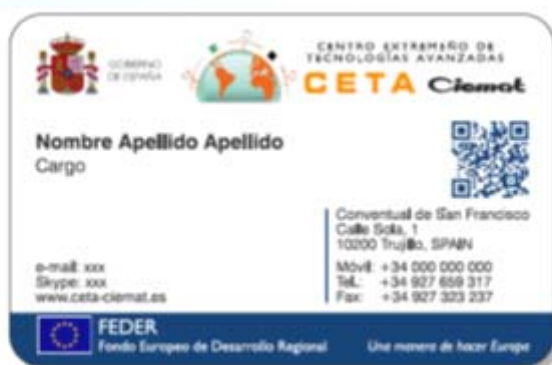 GOBIERNO
DE ESPAÑA
CENTRO EXTREMEÑO DE
TECNOLOGÍAS AVANZADAS
CETA Ciemat
Nombre Apellido Apellido
Cargo
Conventual de San Francisco
Calle Sola, 1
10200 Trujillo, SPAIN
e-mail: xxx
Skype: xxx
www.ceta-ciemat.es
Móvil: +34 000 000 000
Tel.: +34 927 659 317
Fax: +34 927 323 237
FEDER
Fondo Europeo de Desarrollo Regional
Una manera de hacer Europa